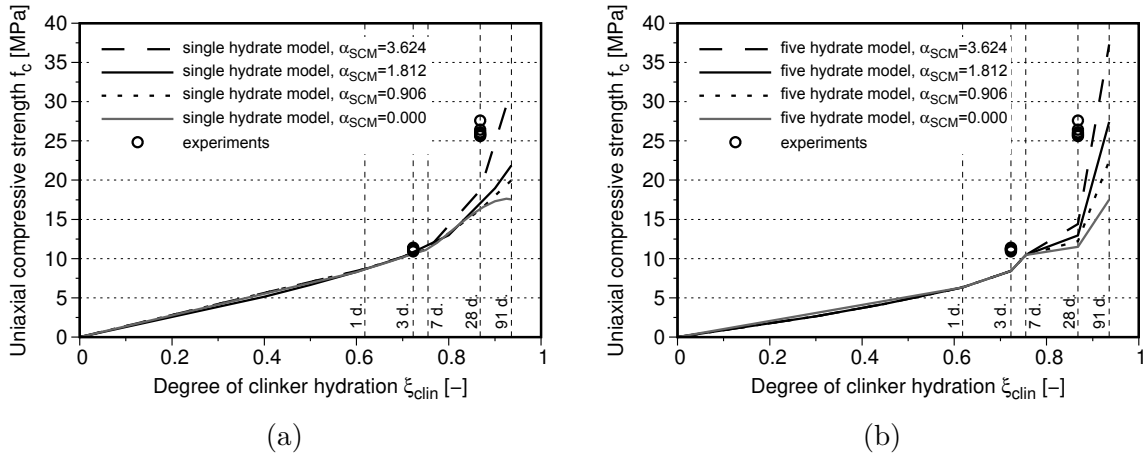 Uniaxial compressive strength f_c [MPa]
40
35
30
25
20
15
10
5
0
single hydrate model, α_SCM=3.624
single hydrate model, α_SCM=1.812
single hydrate model, α_SCM=0.906
single hydrate model, α_SCM=0.000
experiments
1 d.
3 d.
7 d.
28 d.
91 d.
0 0.2 0.4 0.6 0.8 1
Degree of clinker hydration ξ_clin [–]
(a)
Uniaxial compressive strength f_c [MPa]
40
35
30
25
20
15
10
5
0
five hydrate model, α_SCM=3.624
five hydrate model, α_SCM=1.812
five hydrate model, α_SCM=0.906
five hydrate model, α_SCM=0.000
experiments
1 d.
3 d.
7 d.
28 d.
91 d.
0 0.2 0.4 0.6 0.8 1
Degree of clinker hydration ξ_clin [–]
(b)